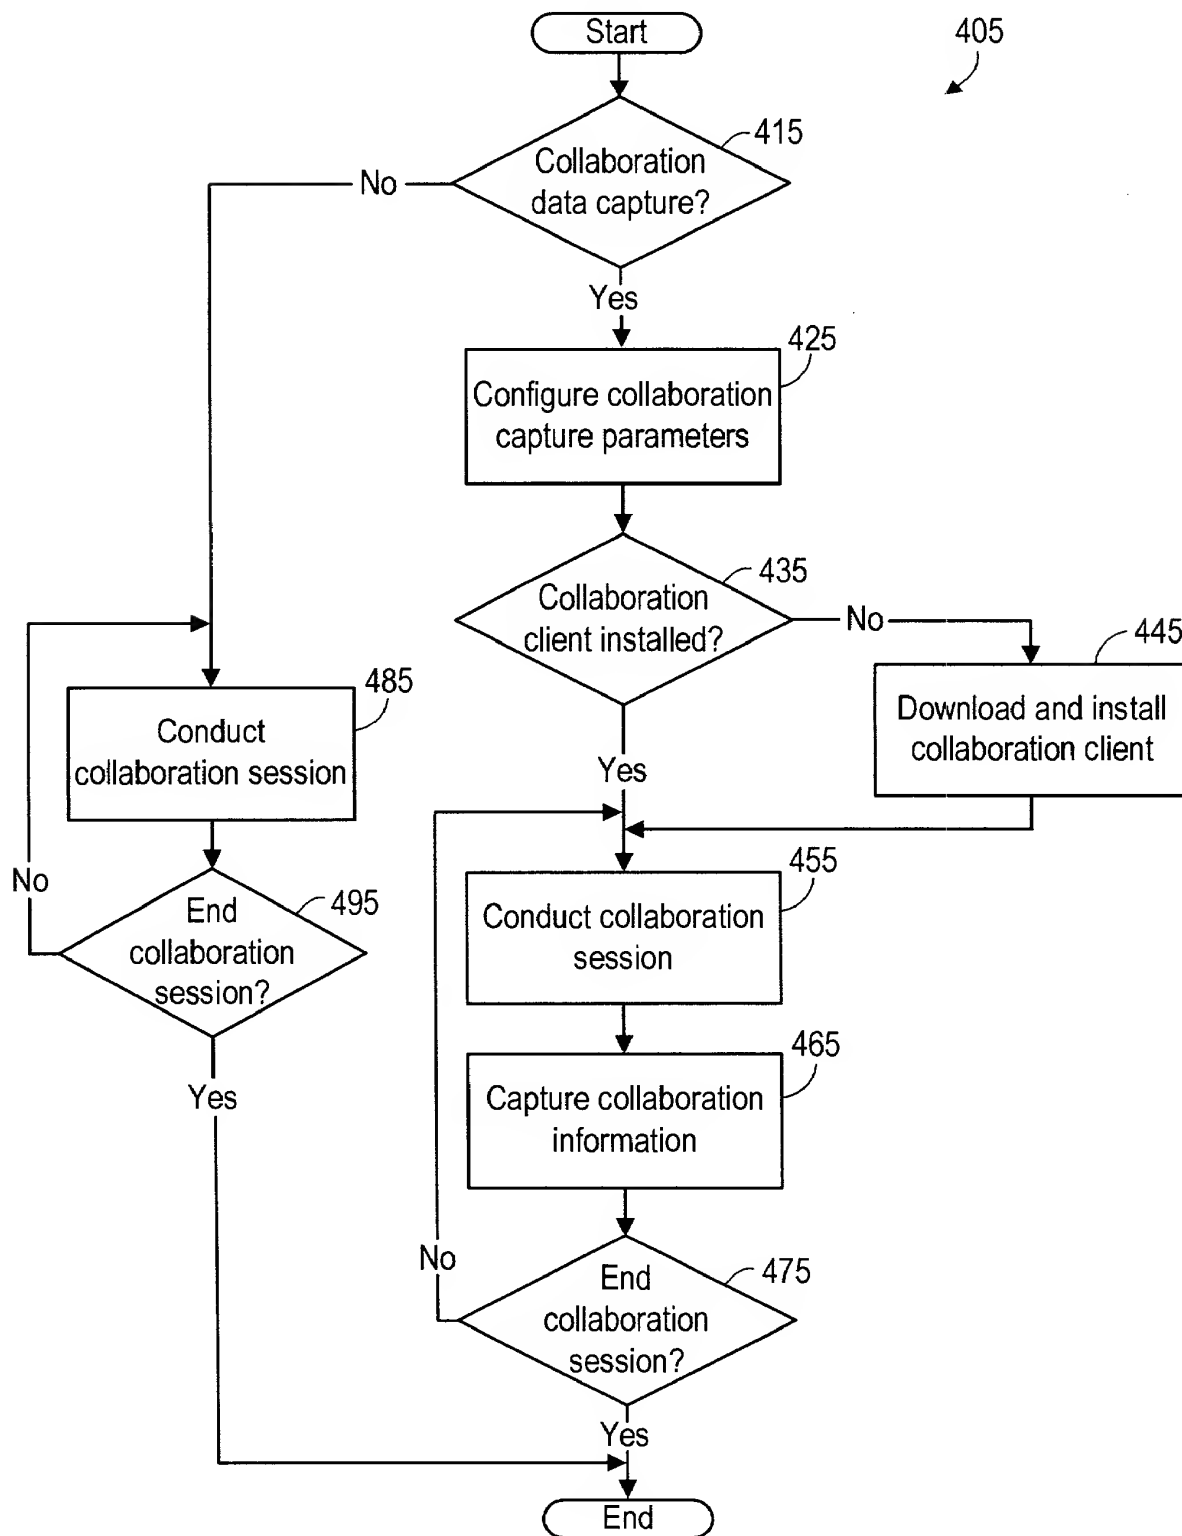 Start
405
415
Collaboration
data capture?
No
Yes
425
Configure collaboration
capture parameters
435
Collaboration
client installed?
No
445
Download and install
collaboration client
485
Conduct
collaboration session
Yes
455
Conduct collaboration
session
No
495
End
collaboration
session?
465
Capture collaboration
information
Yes
No
475
End
collaboration
session?
Yes
End